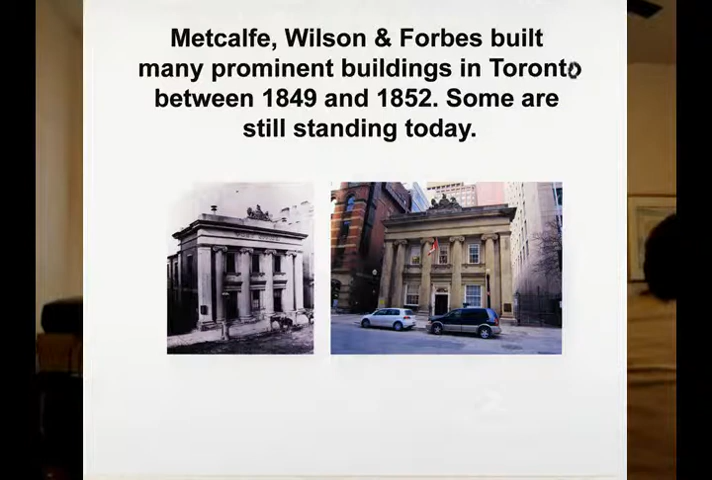 Metcalfe, Wilson & Forbes built
many prominent buildings in Toronto
between 1849 and 1852. Some are
still standing today.